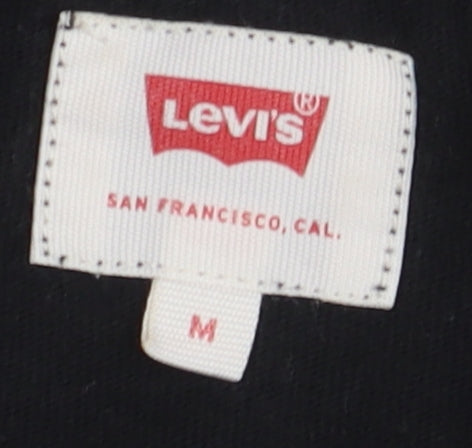 LEVI'S®
SAN FRANCISCO, CAL.
M